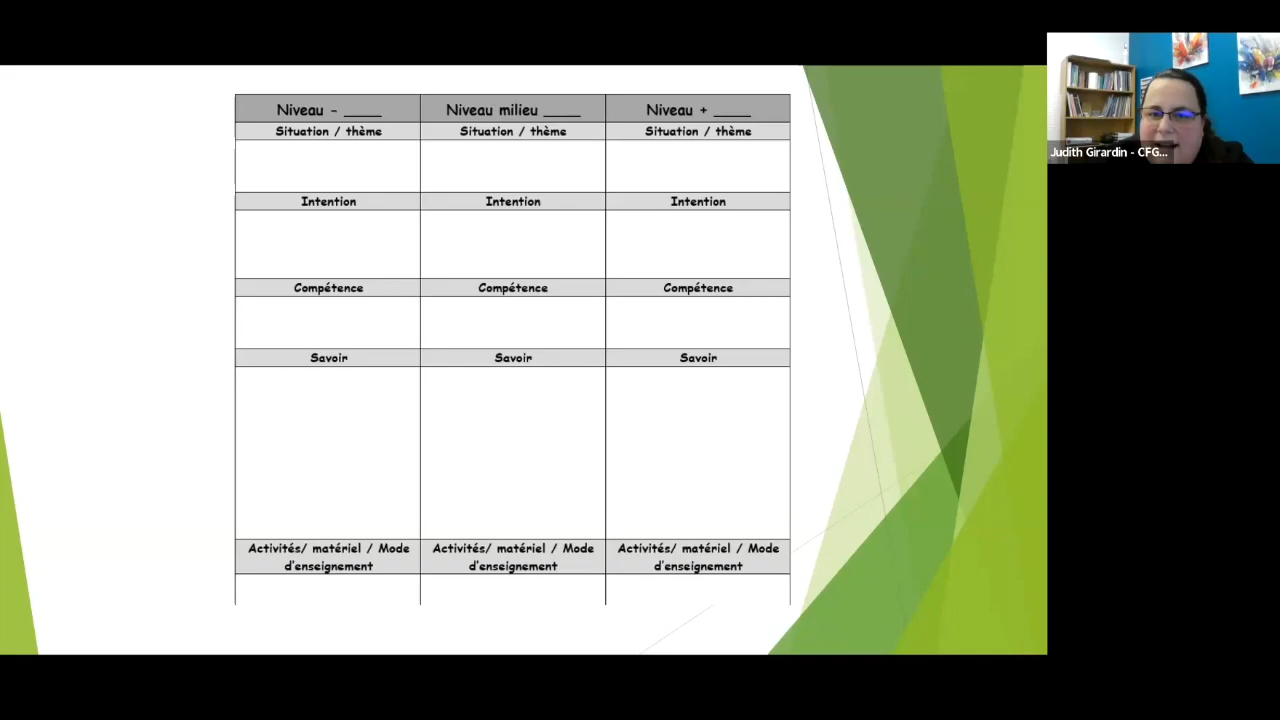 Niveau - ____ Niveau milieu ____ Niveau + ____
Situation / thème Situation / thème Situation / thème
Intention Intention Intention
Compétence Compétence Compétence
Savoir Savoir Savoir
Activités/ matériel / Mode d'enseignement Activités/ matériel / Mode d'enseignement Activités/ matériel / Mode d'enseignement
Judith Girardin - CFG...